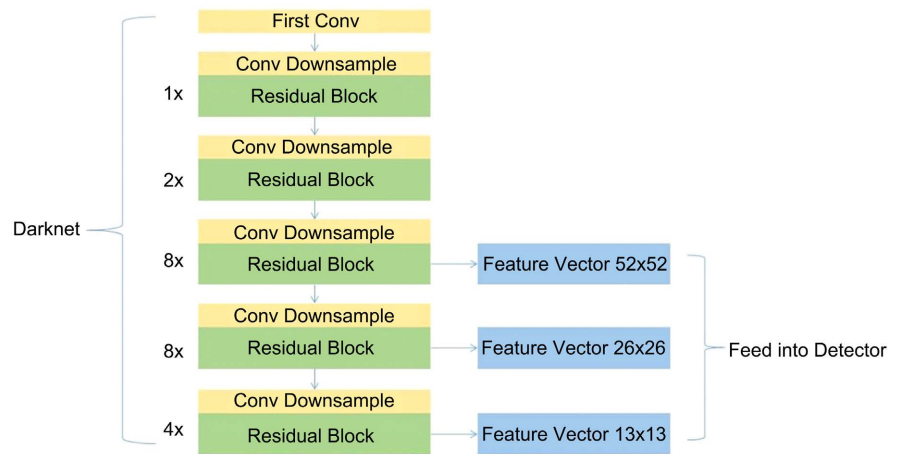 First Conv
Conv Downsample
1x
Residual Block
Conv Downsample
2x
Residual Block
Darknet
Conv Downsample
8x
Residual Block
Feature Vector 52x52
Conv Downsample
8x
Residual Block
Feature Vector 26x26
Feed into Detector
Conv Downsample
4x
Residual Block
Feature Vector 13x13